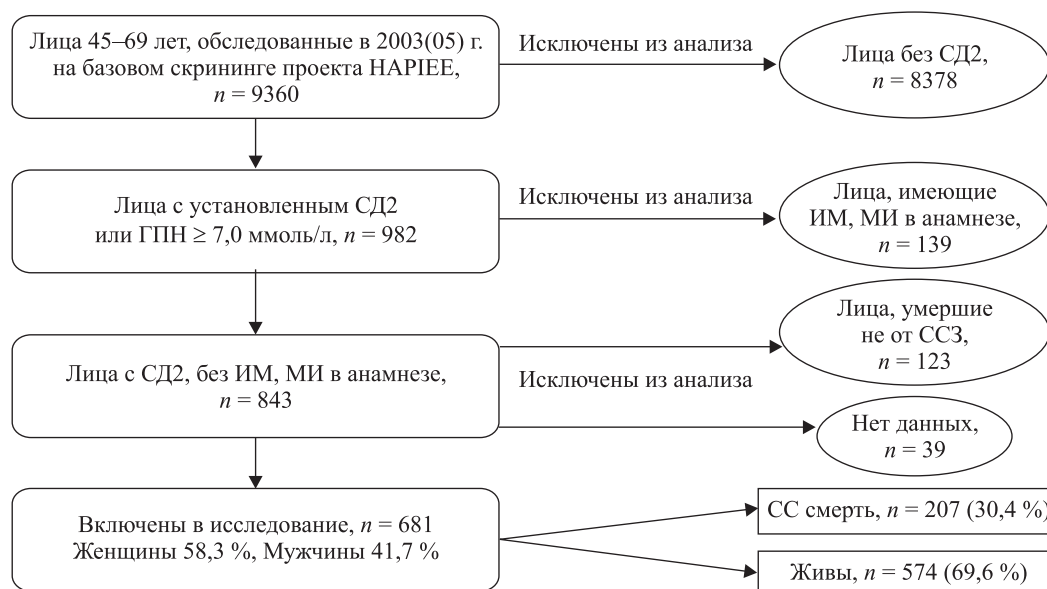 Лица 45–69 лет, обследованные в 2003(05) г.
на базовом скрининге проекта HAPIEE,
n = 9360
Исключены из анализа
Лица без СД2,
n = 8378
Лица с установленным СД2
или ГПН ≥ 7,0 ммоль/л, n = 982
Исключены из анализа
Лица, имеющие
ИМ, МИ в анамнезе,
n = 139
Лица с СД2, без ИМ, МИ в анамнезе,
n = 843
Исключены из анализа
Лица, умершие
не от ССЗ,
n = 123
Нет данных,
n = 39
Включены в исследование, n = 681
Женщины 58,3 %, Мужчины 41,7 %
СС смерть, n = 207 (30,4 %)
Живы, n = 574 (69,6 %)